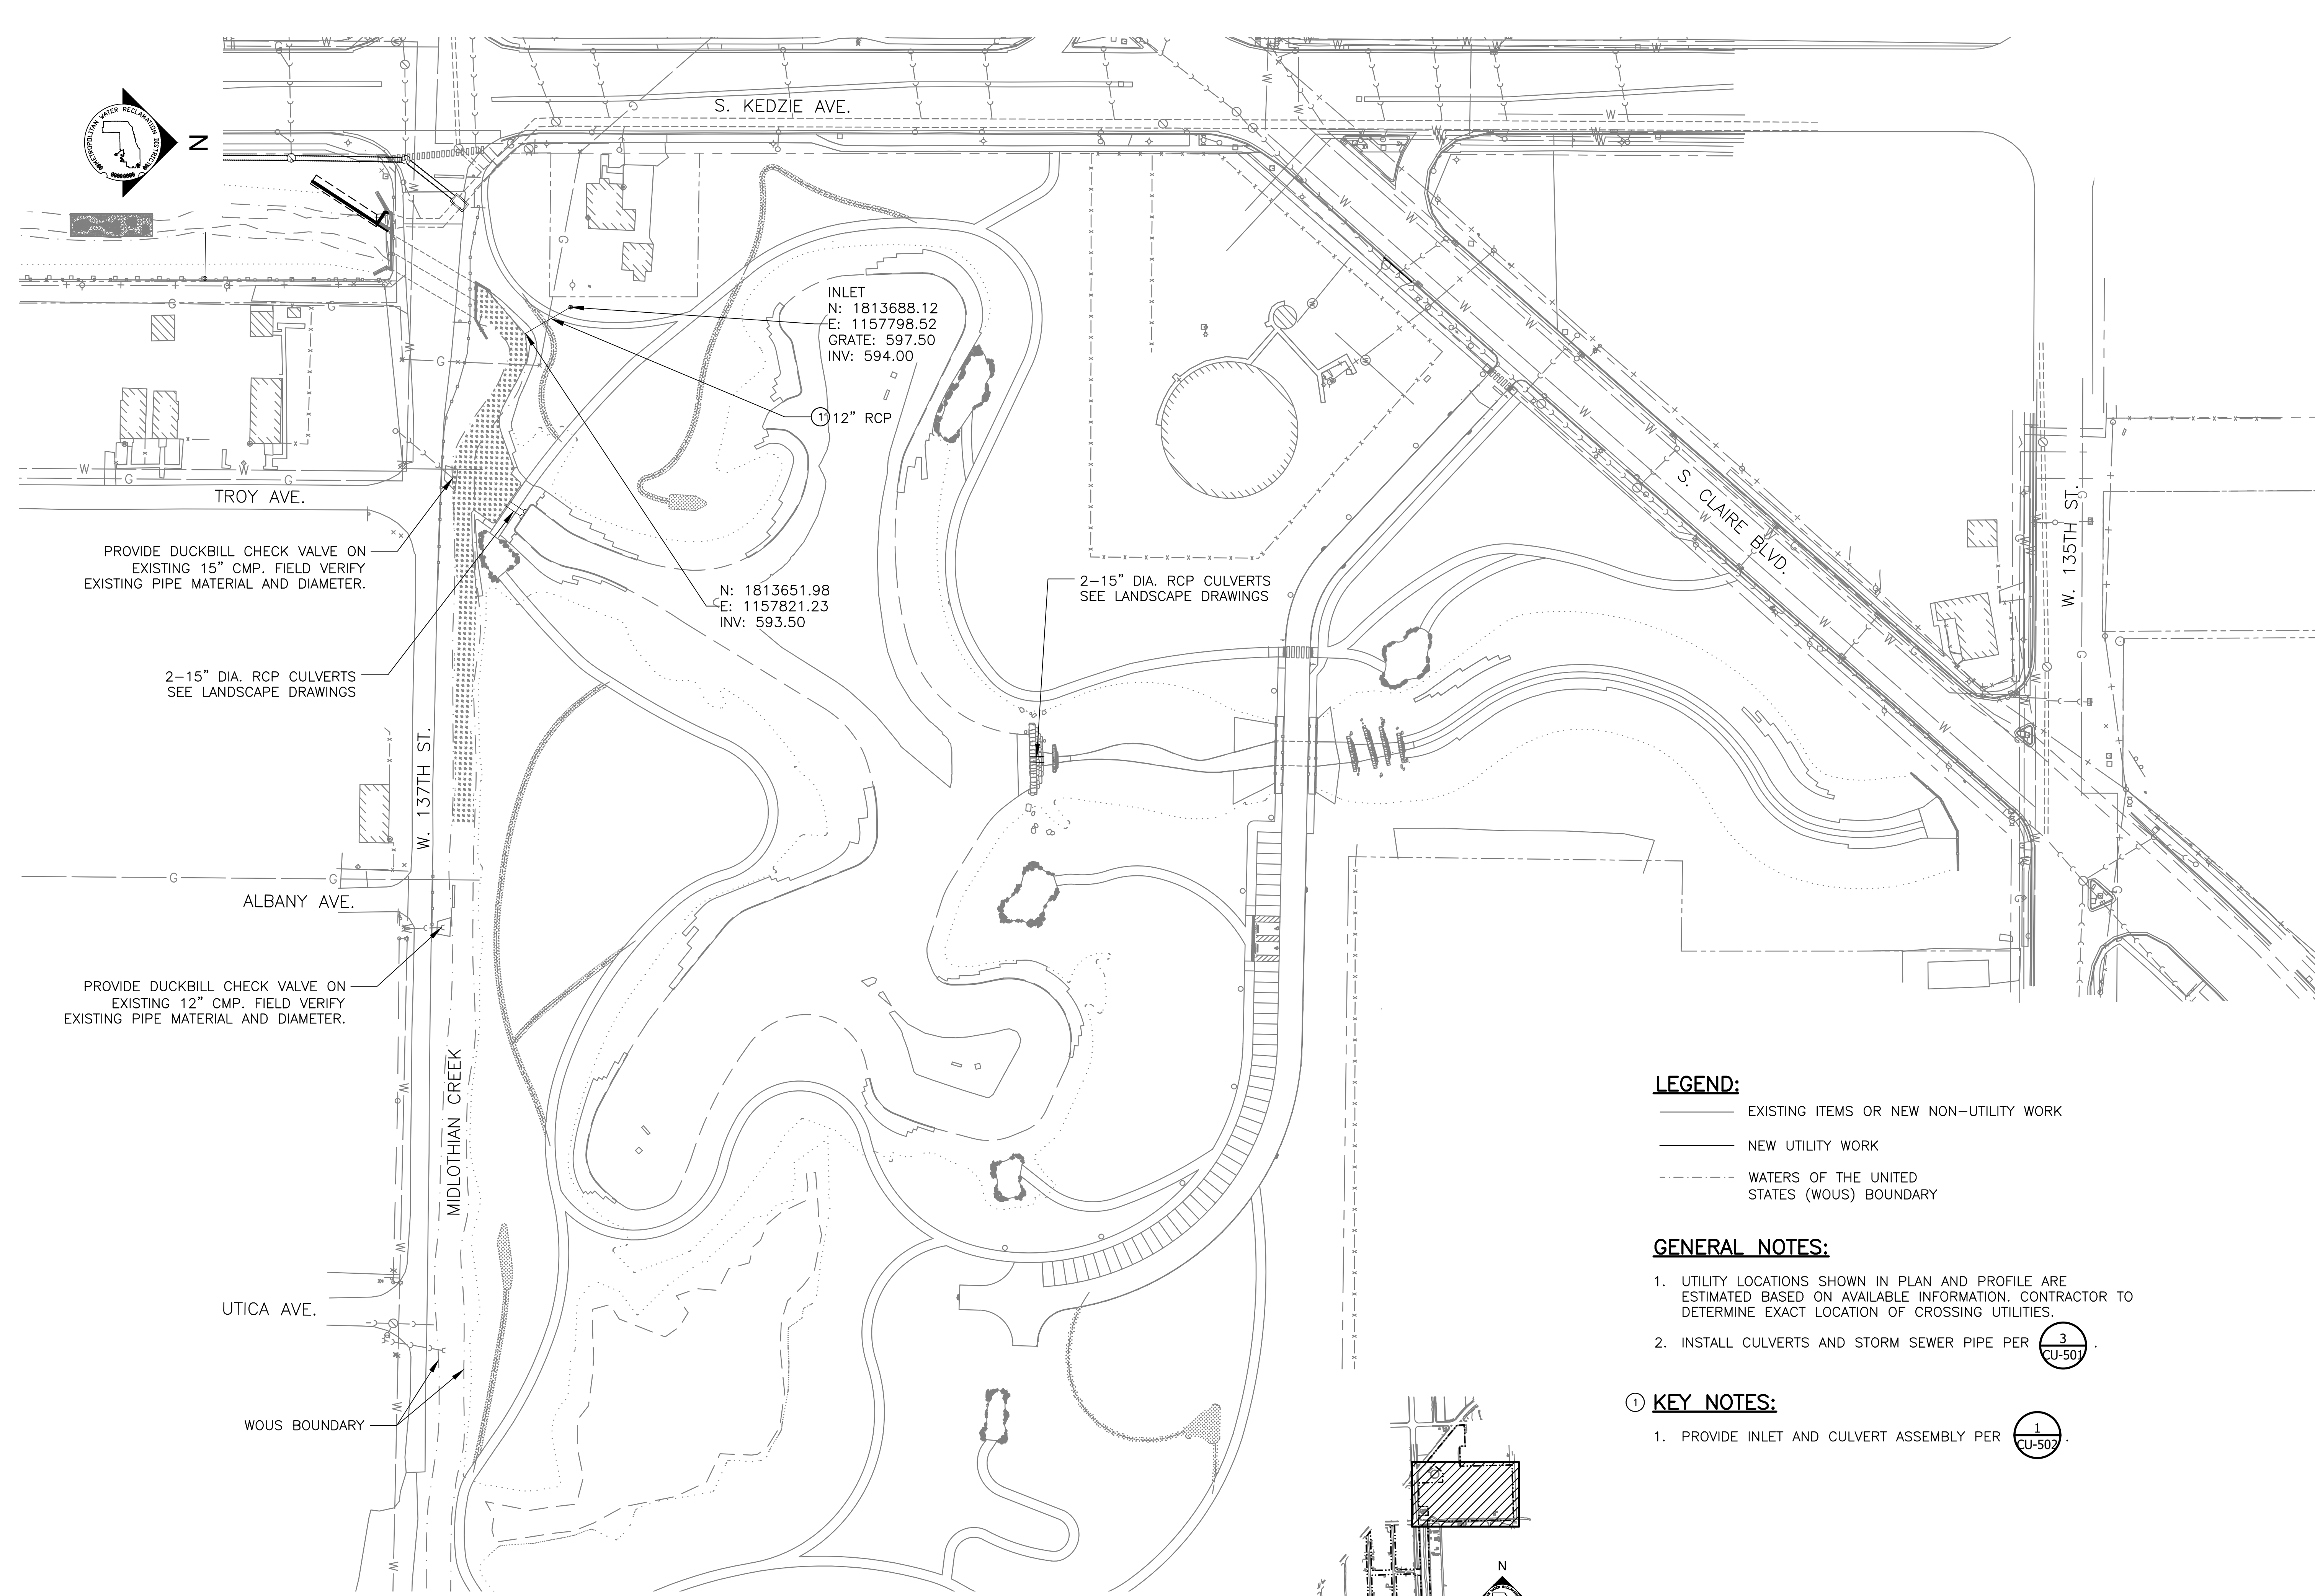 S. KEDZIE AVE.
METROPOLITAN WATER RECLAMATION DISTRICT
N
INLET
N: 1813688.12
E: 1157798.52
GRATE: 597.50
INV: 594.00
1 12" RCP
TROY AVE.
PROVIDE DUCKBILL CHECK VALVE ON
EXISTING 15" CMP. FIELD VERIFY
EXISTING PIPE MATERIAL AND DIAMETER.
N: 1813651.98
E: 1157821.23
INV: 593.50
2-15" DIA. RCP CULVERTS
SEE LANDSCAPE DRAWINGS
S. CLAIRE BLVD.
W. 135TH ST.
2-15" DIA. RCP CULVERTS
SEE LANDSCAPE DRAWINGS
W. 137TH ST.
ALBANY AVE.
PROVIDE DUCKBILL CHECK VALVE ON
EXISTING 12" CMP. FIELD VERIFY
EXISTING PIPE MATERIAL AND DIAMETER.
MIDLOTHIAN CREEK
UTICA AVE.
WOUS BOUNDARY
LEGEND:
EXISTING ITEMS OR NEW NON-UTILITY WORK
NEW UTILITY WORK
WATERS OF THE UNITED
STATES (WOUS) BOUNDARY
GENERAL NOTES:
1. UTILITY LOCATIONS SHOWN IN PLAN AND PROFILE ARE
ESTIMATED BASED ON AVAILABLE INFORMATION. CONTRACTOR TO
DETERMINE EXACT LOCATION OF CROSSING UTILITIES.
2. INSTALL CULVERTS AND STORM SEWER PIPE PER 3 CU-501 .
1 KEY NOTES:
1. PROVIDE INLET AND CULVERT ASSEMBLY PER 1 CU-502 .
N